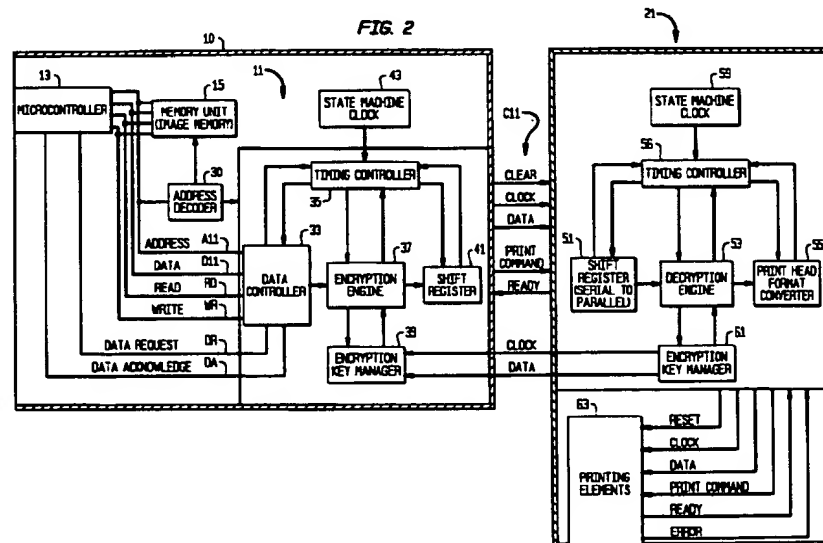 FIG. 2
10
13
MICROCONTROLLER
15
MEMORY UNIT
(IMAGE MEMORY)
30
ADDRESS
DECODER
11
43
STATE MACHINE
CLOCK
TIMING CONTROLLER
35
33
DATA
CONTROLLER
37
ENCRYPTION
ENGINE
41
SHIFT
REGISTER
39
ENCRYPTION
KEY MANAGER
ADDRESS A11
DATA D11
READ RD
WRITE WR
DATA REQUEST DR
DATA ACKNOWLEDGE DA
C11
CLEAR
CLOCK
DATA
PRINT
COMMAND
READY
CLOCK
DATA
21
59
STATE MACHINE
CLOCK
56
TIMING CONTROLLER
51
SHIFT
REGISTER
(SERIAL TO
PARALLEL)
53
DECRYPTION
ENGINE
55
PRINT HEAD
FORMAT
CONVERTER
61
ENCRYPTION
KEY MANAGER
63
PRINTING
ELEMENTS
RESET
CLOCK
DATA
PRINT COMMAND
READY
ERROR